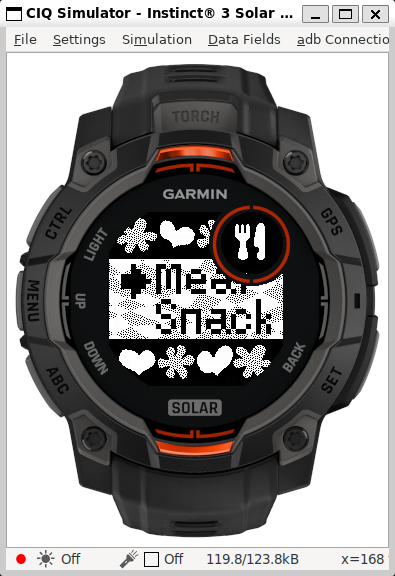 CIQ Simulator - Instinct® 3 Solar ...
File Settings Simulation Data Fields adb Connectio
TORCH
GARMIN
CTRL
GPS
LIGHT
MENU
UP
Meal
Snack
DOWN
BACK
ABC
SET
SOLAR
Off Off 119.8/123.8kB x=168